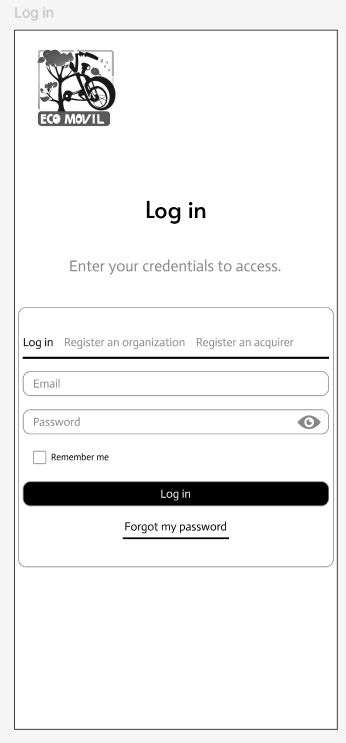 Log in
ECO MOVIL
Log in
Enter your credentials to access.
Log in Register an organization Register an acquirer
Email
Password
Remember me
Log in
Forgot my password